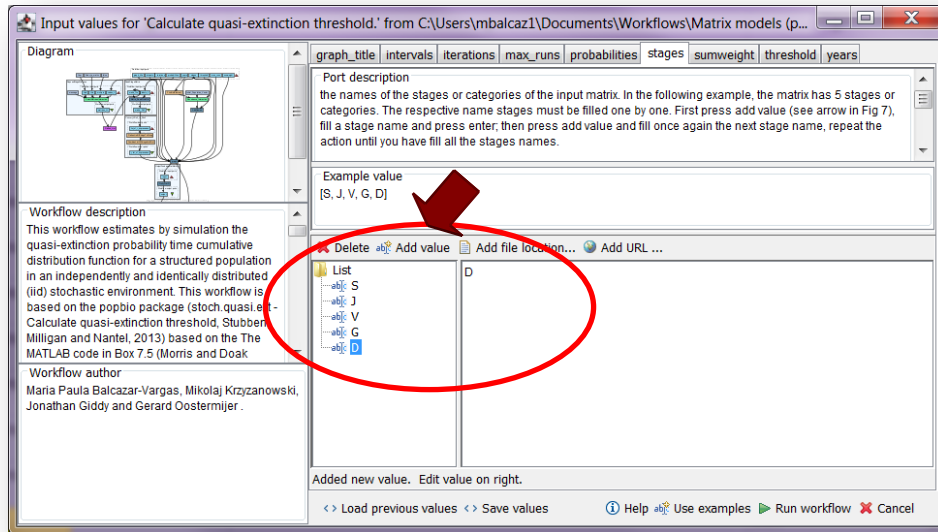 Input values for 'Calculate quasi-extinction threshold.' from C:\Users\mbalcaz1\Documents\Workflows\Matrix models (p...
Diagram
graph_title intervals iterations max_runs probabilities stages sumweight threshold years
Port description
the names of the stages or categories of the input matrix. In the following example, the matrix has 5 stages or
categories. The respective name stages must be filled one by one. First press add value (see arrow in Fig 7),
fill a stage name and press enter; then press add value and fill once again the next stage name, repeat the
action until you have fill all the stages names.
Example value
[S, J, V, G, D]
Workflow description
This workflow estimates by simulation the
quasi-extinction probability time cumulative
distribution function for a structured population
in an independently and identically distributed
(iid) stochastic environment. This workflow is
based on the popbio package (stoch.quasi.ext -
Calculate quasi-extinction threshold, Stubben,
Milligan and Nantel, 2013) based on the The
MATLAB code in Box 7.5 (Morris and Doak
Workflow author
Maria Paula Balcazar-Vargas, Mikolaj Krzyzanowski,
Jonathan Giddy and Gerard Oostermijer .
Delete Add value Add file location... Add URL ...
List
S
J
V
G
D
D
Added new value. Edit value on right.
Load previous values Save values Help Use examples Run workflow Cancel